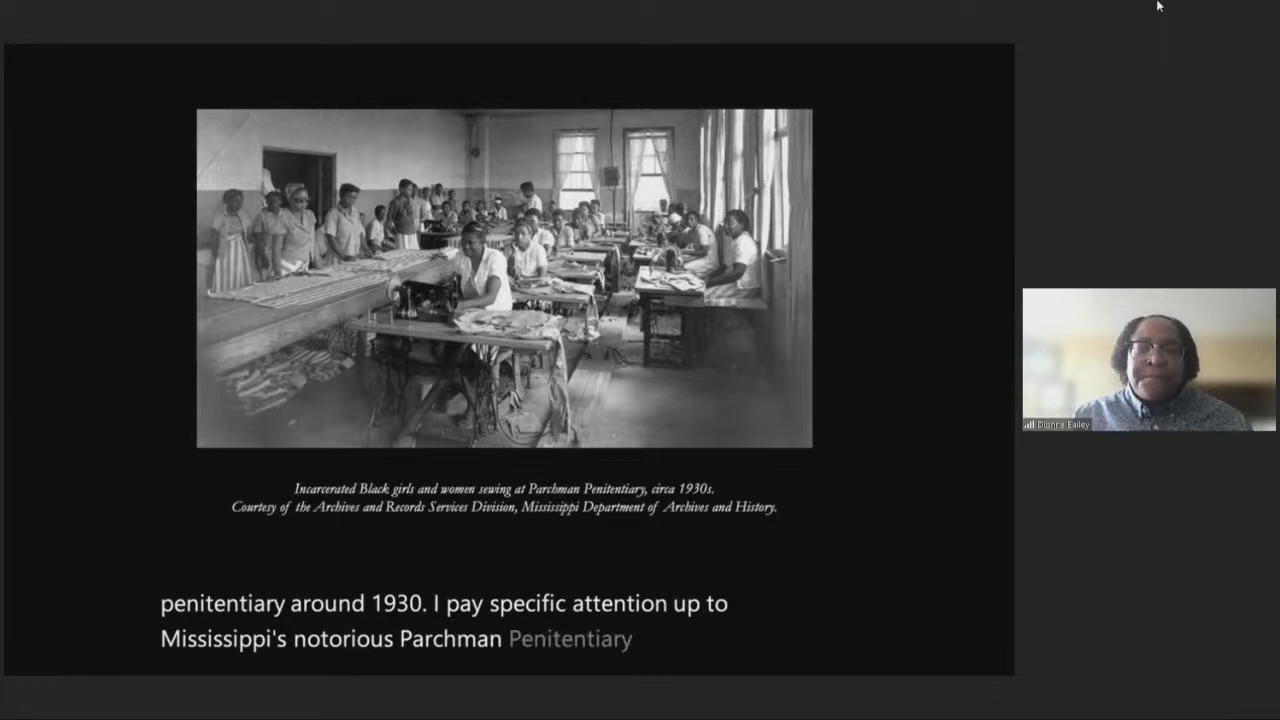 Incarcerated Black girls and women sewing at Parchman Penitentiary, circa 1930s.
Courtesy of the Archives and Records Services Division, Mississippi Department of Archives and History.
penitentiary around 1930. I pay specific attention up to
Mississippi's notorious Parchman Penitentiary
Dionne Bailey